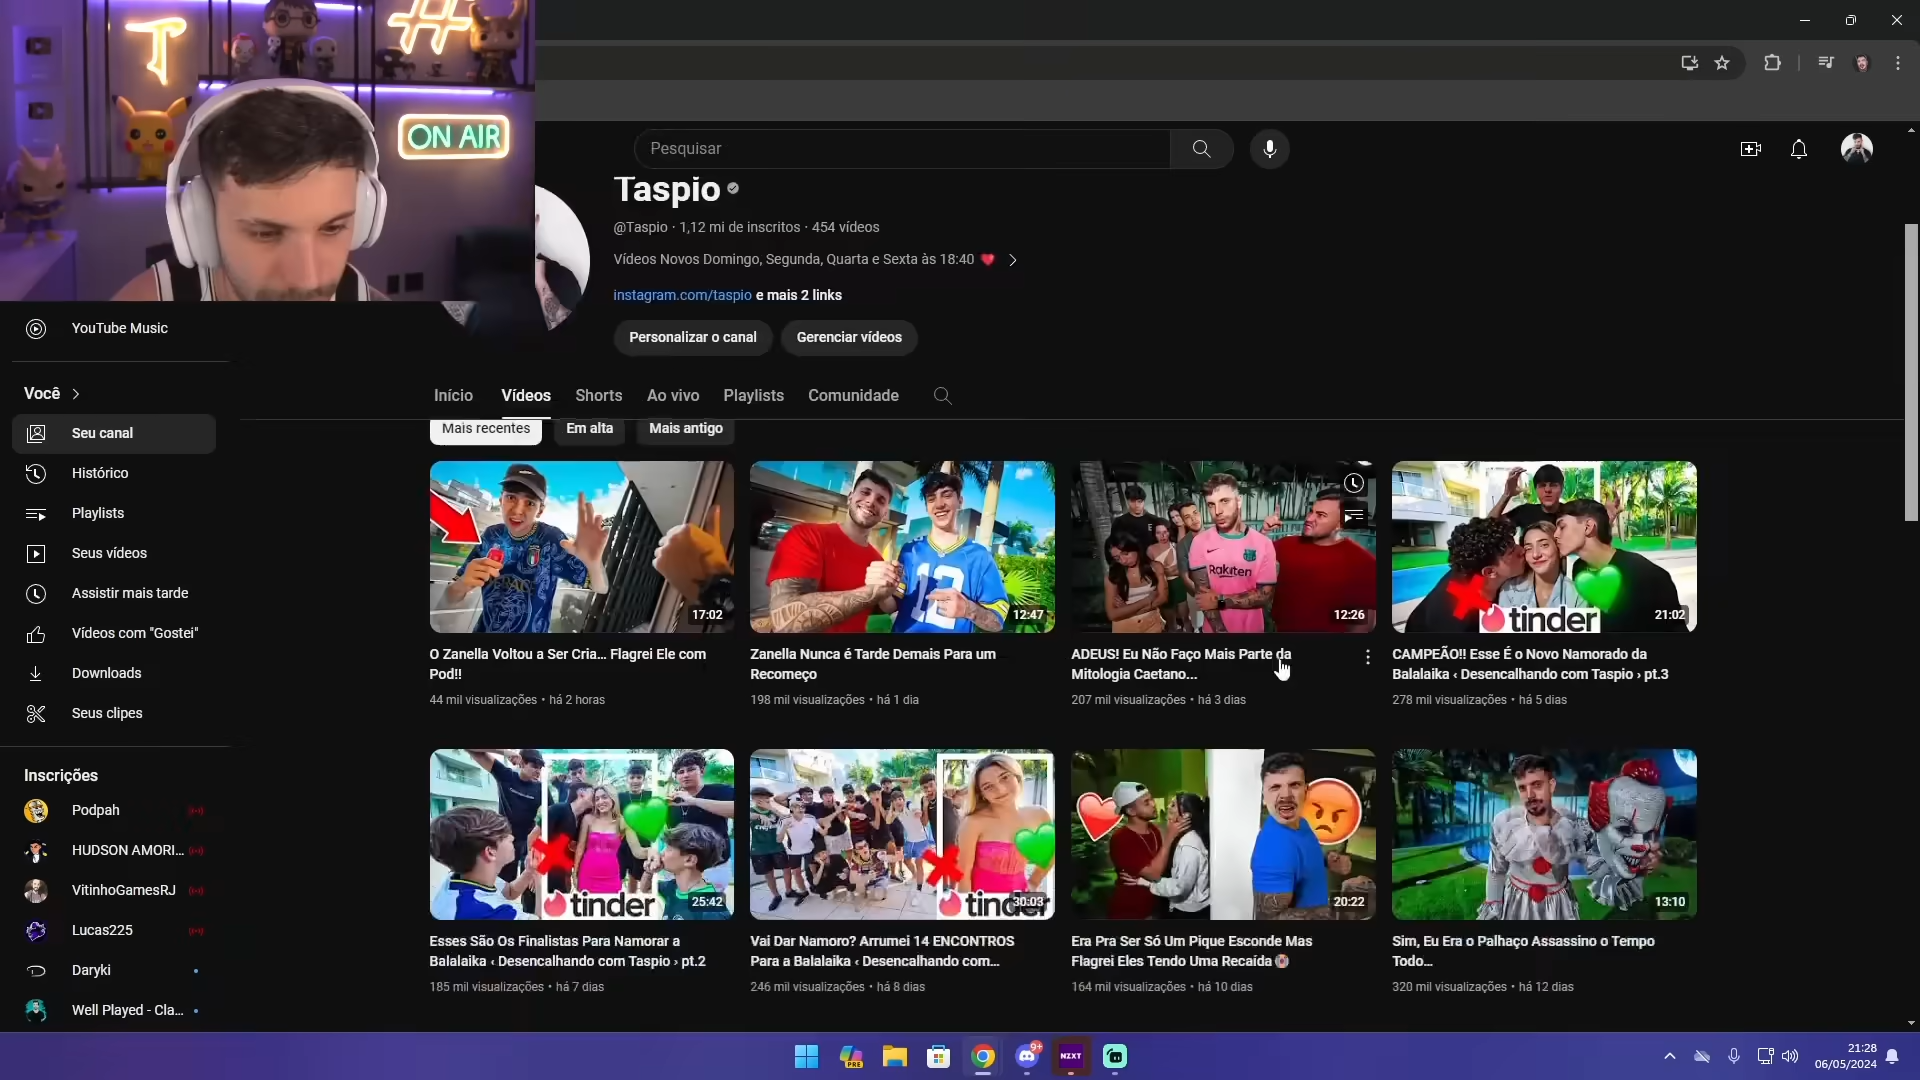 T
#
ON AIR
Pesquisar
Taspio
@Taspio · 1,12 mi de inscritos · 454 vídeos
Vídeos Novos Domingo, Segunda, Quarta e Sexta às 18:40 ❤️
instagram.com/taspio e mais 2 links
Personalizar o canal
Gerenciar vídeos
YouTube Music
Você
Seu canal
Histórico
Playlists
Seus vídeos
Assistir mais tarde
Vídeos com "Gostei"
Downloads
Seus clipes
Inscrições
Podpah
HUDSON AMORI...
VitinhoGamesRJ
Lucas225
Daryki
Well Played - Cla...
Início
Vídeos
Shorts
Ao vivo
Playlists
Comunidade
Mais recentes
Em alta
Mais antigo
17:02
O Zanella Voltou a Ser Cria... Flagrei Ele com
Pod!!
44 mil visualizações • há 2 horas
12
12:47
Zanella Nunca é Tarde Demais Para um
Recomeço
198 mil visualizações • há 1 dia
Rakuten
12:26
ADEUS! Eu Não Faço Mais Parte da
Mitologia Caetano...
207 mil visualizações • há 3 dias
tinder
21:02
CAMPEÃO!! Esse É o Novo Namorado da
Balalaika ‹ Desencalhando com Taspio › pt.3
278 mil visualizações • há 5 dias
tinder
25:42
Esses São Os Finalistas Para Namorar a
Balalaika ‹ Desencalhando com Taspio › pt.2
185 mil visualizações • há 7 dias
tinder
30:03
Vai Dar Namoro? Arrumei 14 ENCONTROS
Para a Balalaika ‹ Desencalhando com...
246 mil visualizações • há 8 dias
20:22
Era Pra Ser Só Um Pique Esconde Mas
Flagrei Eles Tendo Uma Recaída
164 mil visualizações • há 10 dias
13:10
Sim, Eu Era o Palhaço Assassino o Tempo
Todo...
320 mil visualizações • há 12 dias
PRE
9+
NZXT
21:28
06/05/2024